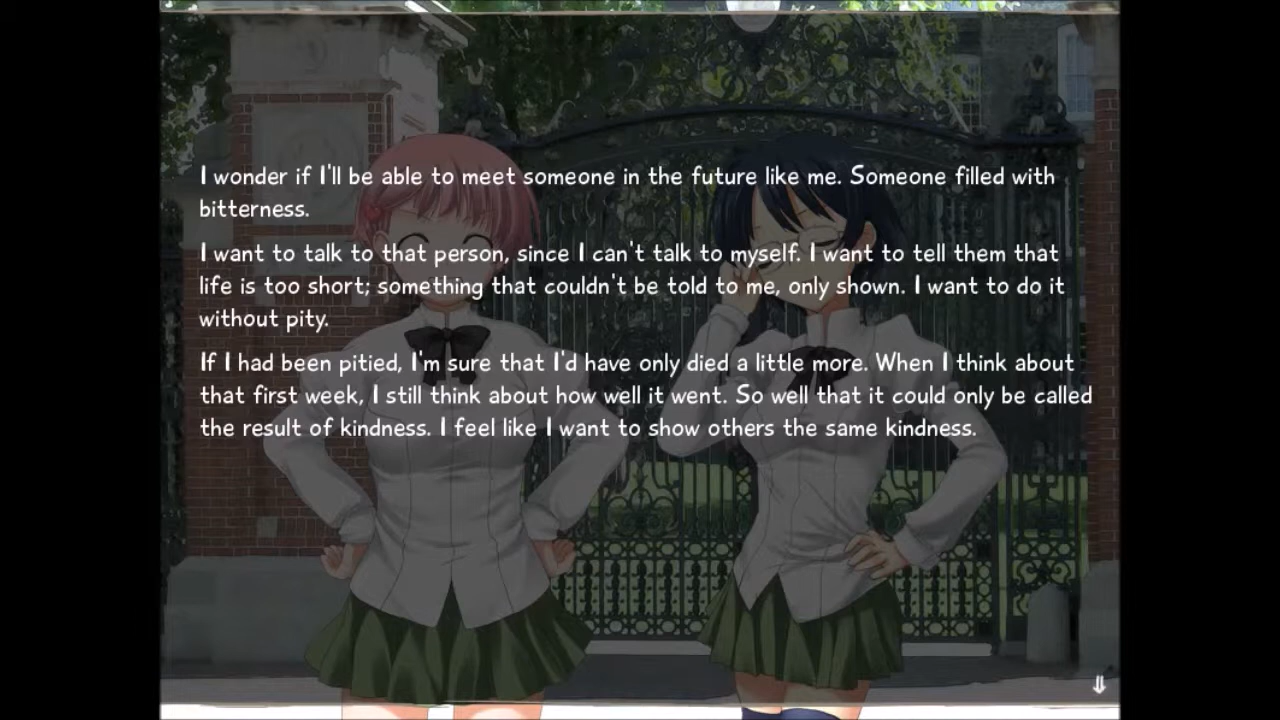 I wonder if I'll be able to meet someone in the future like me. Someone filled with
bitterness.
I want to talk to that person, since I can't talk to myself. I want to tell them that
life is too short; something that couldn't be told to me, only shown. I want to do it
without pity.
If I had been pitied, I'm sure that I'd have only died a little more. When I think about
that first week, I still think about how well it went. So well that it could only be called
the result of kindness. I feel like I want to show others the same kindness.